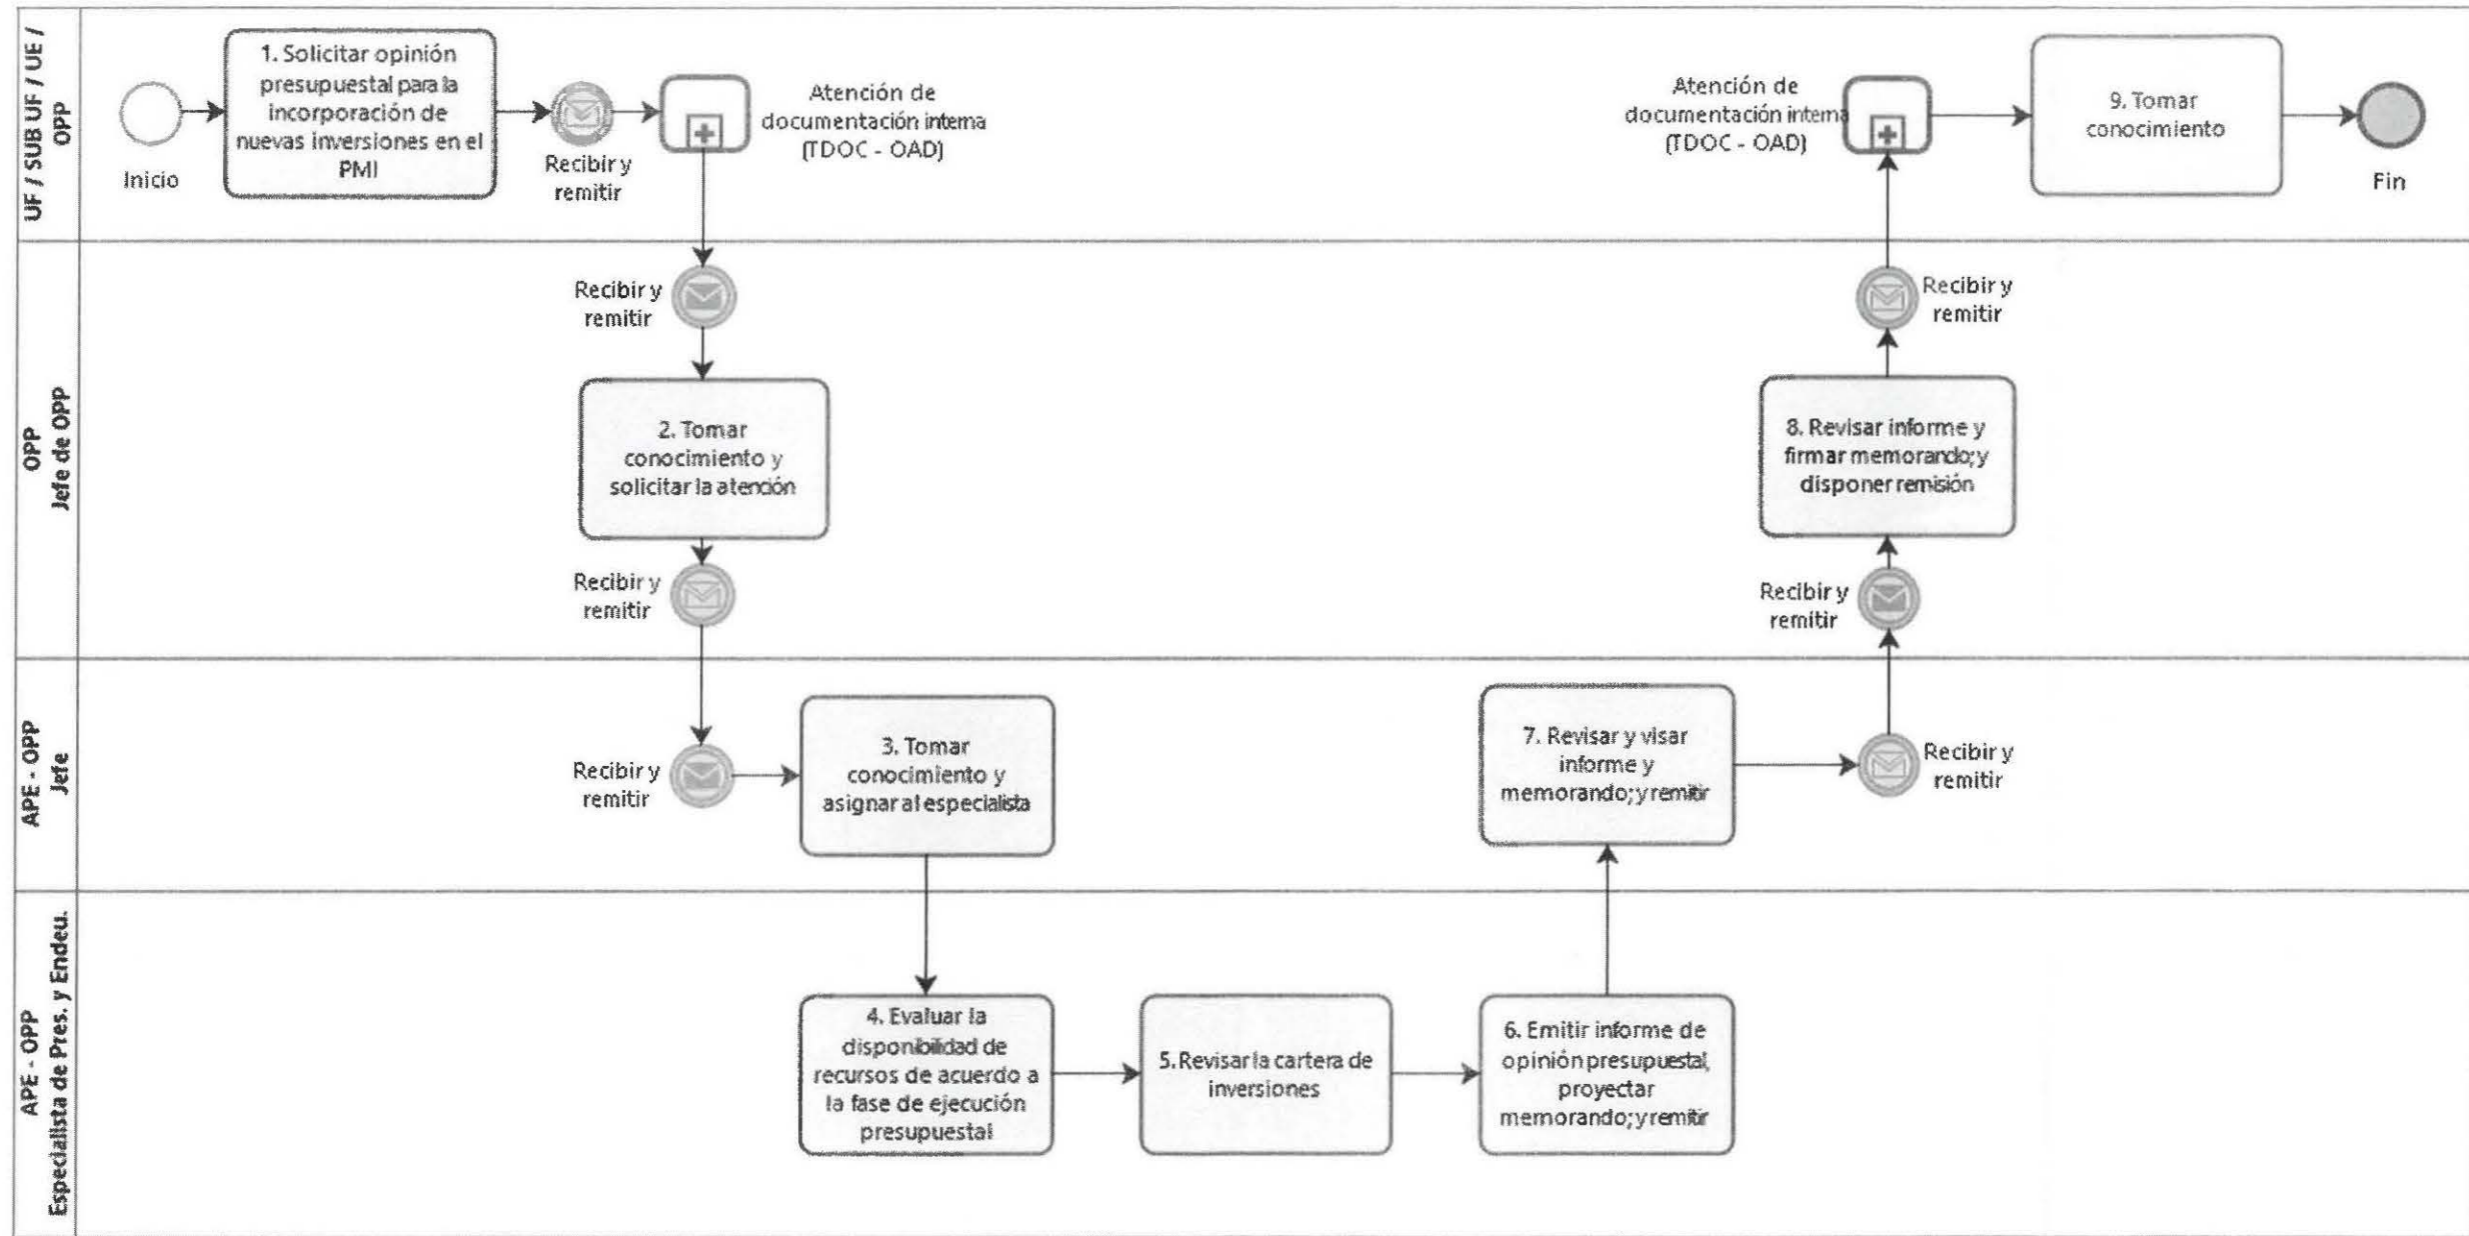 UF / SUB UF / UE /
OPP
Inicio
1. Solicitar opinión
presupuestal para la
incorporación de
nuevas inversiones en el
PMI
Recibir y
remitir
Atención de
documentación interna
(TDOC - OAD)
Atención de
documentación interna
(TDOC - OAD)
9. Tomar
conocimiento
Fin
OPP
Jefe de OPP
Recibir y
remitir
2. Tomar
conocimiento y
solicitar la atención
Recibir y
remitir
Recibir y
remitir
8. Revisar informe y
firmar memorando; y
disponer remisión
Recibir y
remitir
APE - OPP
Jefe
Recibir y
remitir
3. Tomar
conocimiento y
asignar al especialista
7. Revisar y visar
informe y
memorando; y remitir
Recibir y
remitir
APE - OPP
Especialista de Pres. y Endeu.
4. Evaluar la
disponibilidad de
recursos de acuerdo a
la fase de ejecución
presupuestal
5. Revisar la cartera de
inversiones
6. Emitir informe de
opinión presupuestal,
proyectar
memorando; y remitir